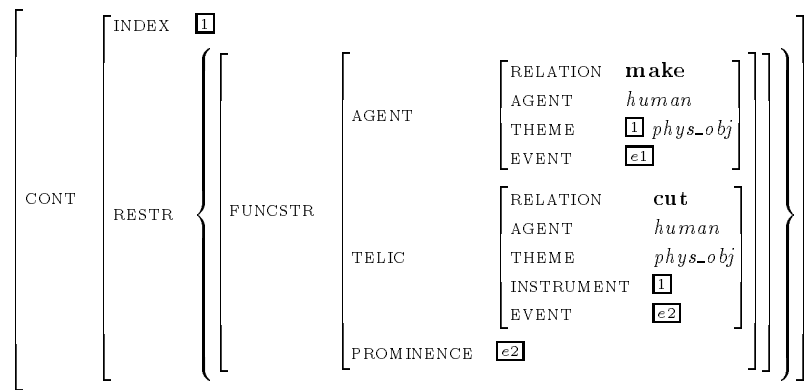 INDEX 1
RELATION make
AGENT human
AGENT THEME 1 phys_obj
EVENT e1
CONT RESTR FUNCSTR
RELATION cut
AGENT human
TELIC THEME phys_obj
INSTRUMENT 1
EVENT e2
PROMINENCE e2